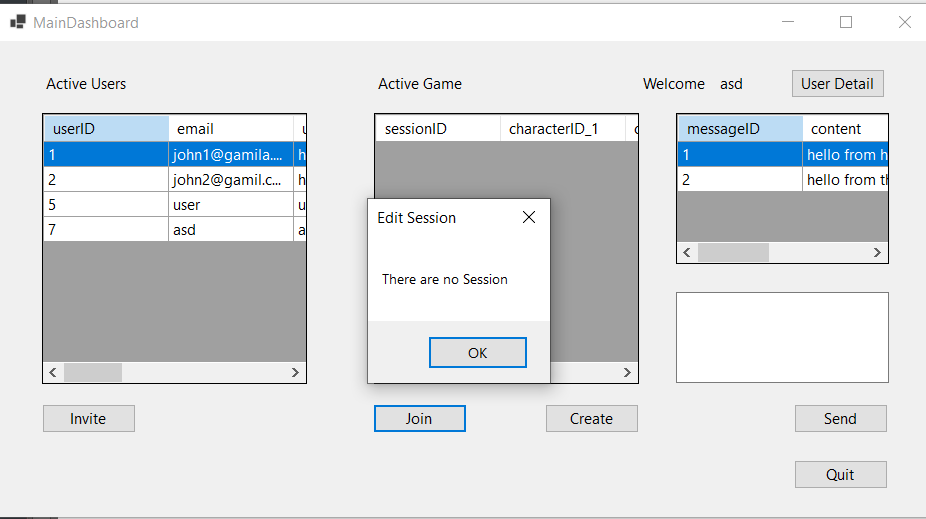 MainDashboard
Active Users
Active Game
Welcome asd
User Detail
userID email
1 john1@gamila....
2 john2@gamil.c...
5 user
7 asd a
sessionID characterID_1
messageID content
1 hello from h
2 hello from th
Edit Session
There are no Session
OK
Invite
Join
Create
Send
Quit